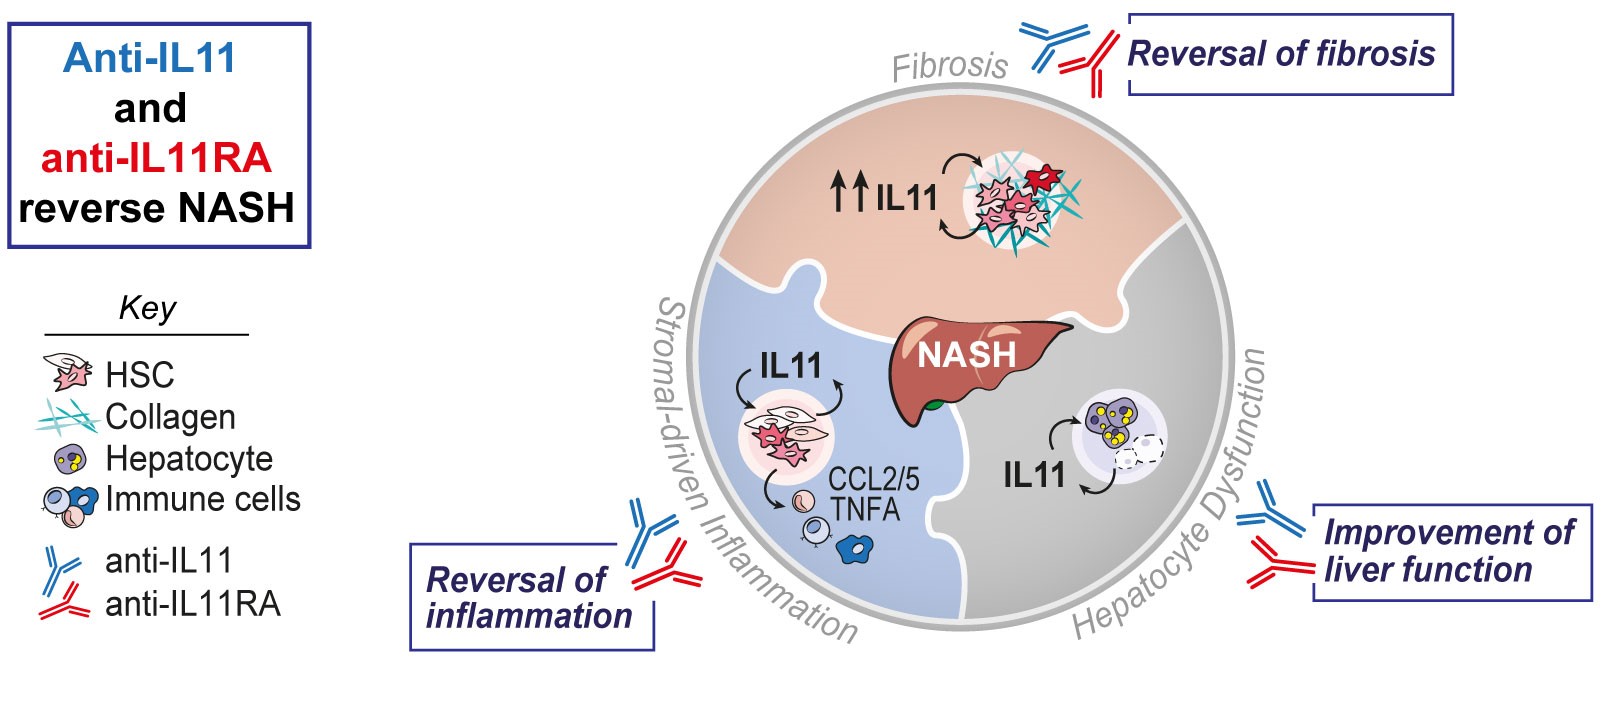 Anti-IL11
and
anti-IL11RA
reverse NASH
Key
HSC
Collagen
Hepatocyte
Immune cells
anti-IL11
anti-IL11RA
Fibrosis
Reversal of fibrosis
IL11
NASH
Stromal-driven Inflammation
IL11
CCL2/5
TNFA
Reversal of
inflammation
IL11
Hepatocyte Dysfunction
Improvement of
liver function